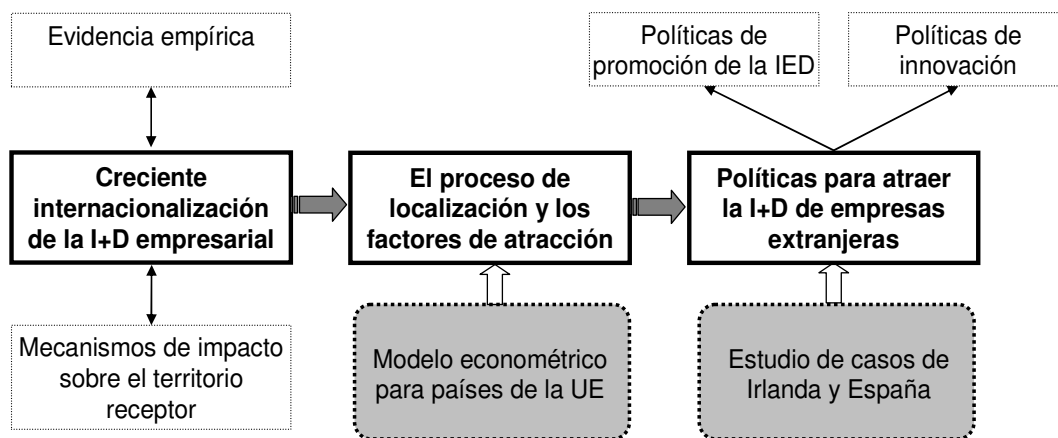 Evidencia empírica
Políticas de
promoción de la IED
Políticas de
innovación
Creciente
internacionalización
de la I+D empresarial
El proceso de
localización y los
factores de atracción
Políticas para atraer
la I+D de empresas
extranjeras
Mecanismos de impacto
sobre el territorio
receptor
Modelo econométrico
para países de la UE
Estudio de casos de
Irlanda y España